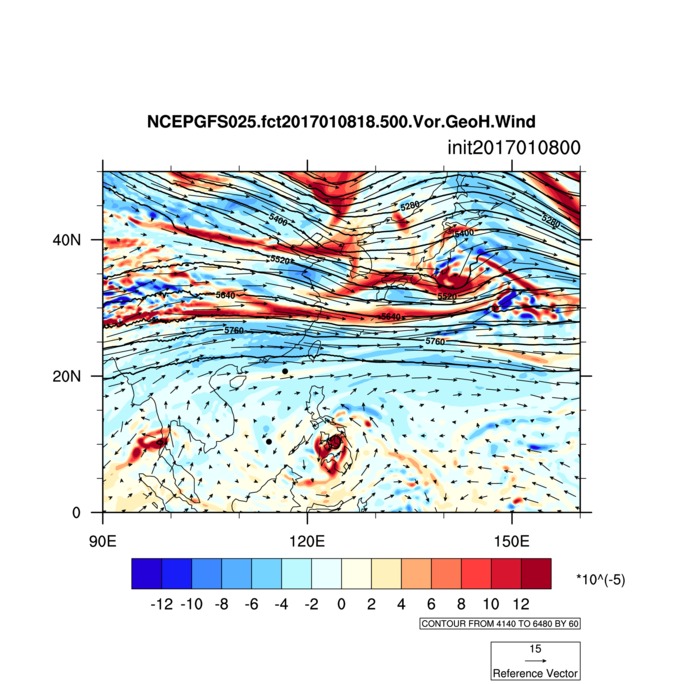 NCEPGFS025.fct2017010818.500.Vor.GeoH.Wind
init2017010800
5280
5280
5400
5400
40N
5520
5640
5520
5640
5760
5760
20N
0
90E 120E 150E
-12 -10 -8 -6 -4 -2 0 2 4 6 8 10 12
*10^(-5)
CONTOUR FROM 4140 TO 6480 BY 60
15
Reference Vector